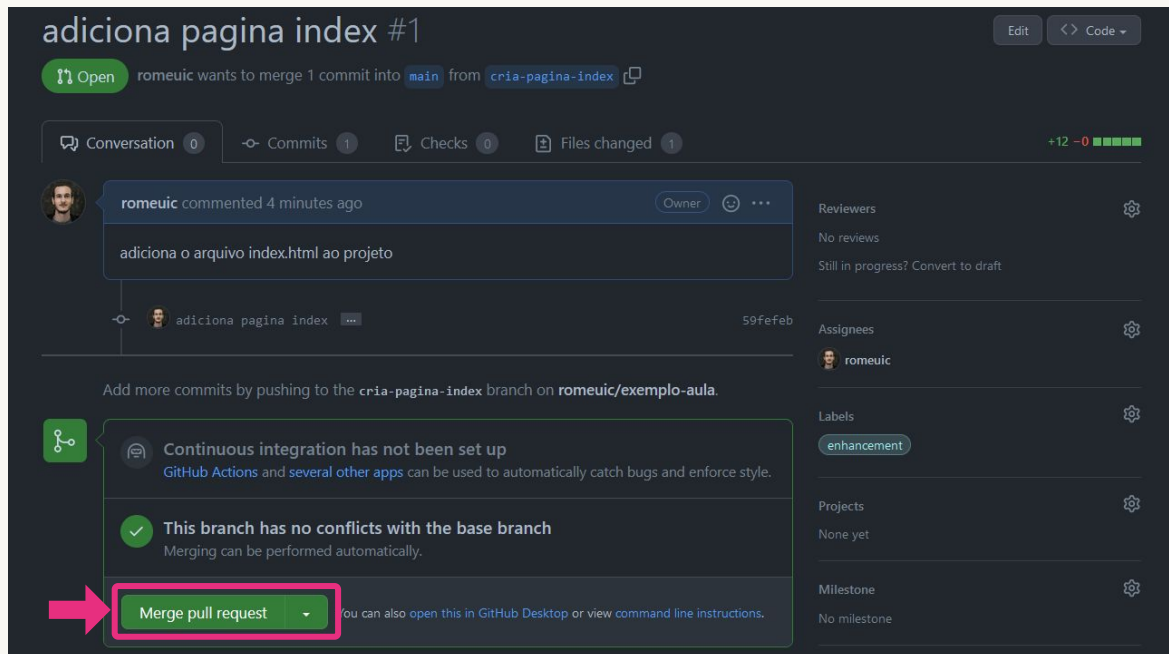 adiciona pagina index #1
Edit
<> Code
Open
romeuic wants to merge 1 commit into main from cria-pagina-index
Conversation 0
Commits 1
Checks 0
Files changed 1
+12 −0
romeuic commented 4 minutes ago
Owner
adiciona o arquivo index.html ao projeto
adiciona pagina index ...
59fefeb
Add more commits by pushing to the cria-pagina-index branch on romeuic/exemplo-aula.
Continuous integration has not been set up
GitHub Actions and several other apps can be used to automatically catch bugs and enforce style.
This branch has no conflicts with the base branch
Merging can be performed automatically.
Merge pull request
You can also open this in GitHub Desktop or view command line instructions.
Reviewers
No reviews
Still in progress? Convert to draft
Assignees
romeuic
Labels
enhancement
Projects
None yet
Milestone
No milestone